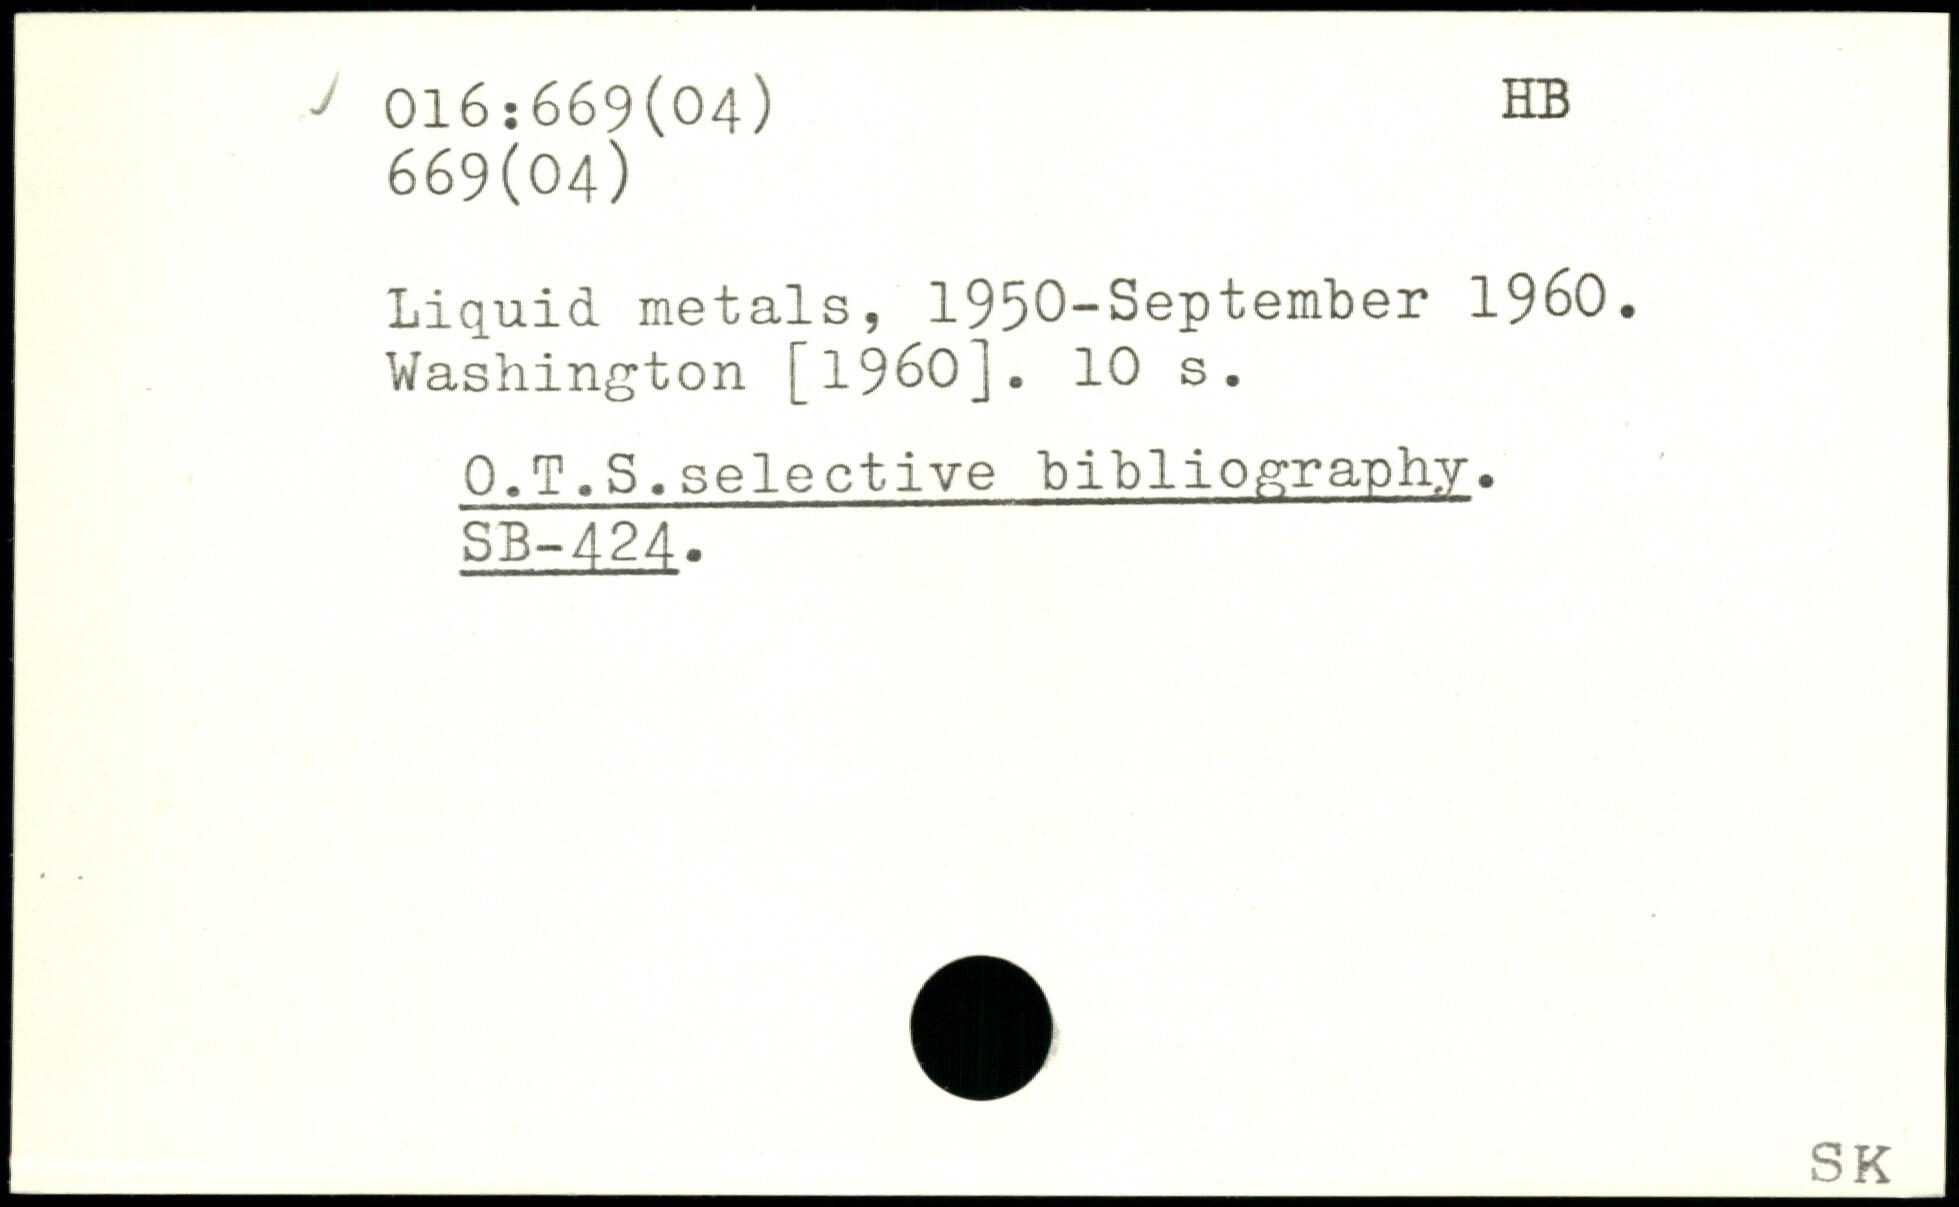 016:669(04) HB
669(04)
Liquid metals, 1950-September 1960.
Washington [1960]. 10 s.
O.T.S.selective bibliography.
SB-424.
SK